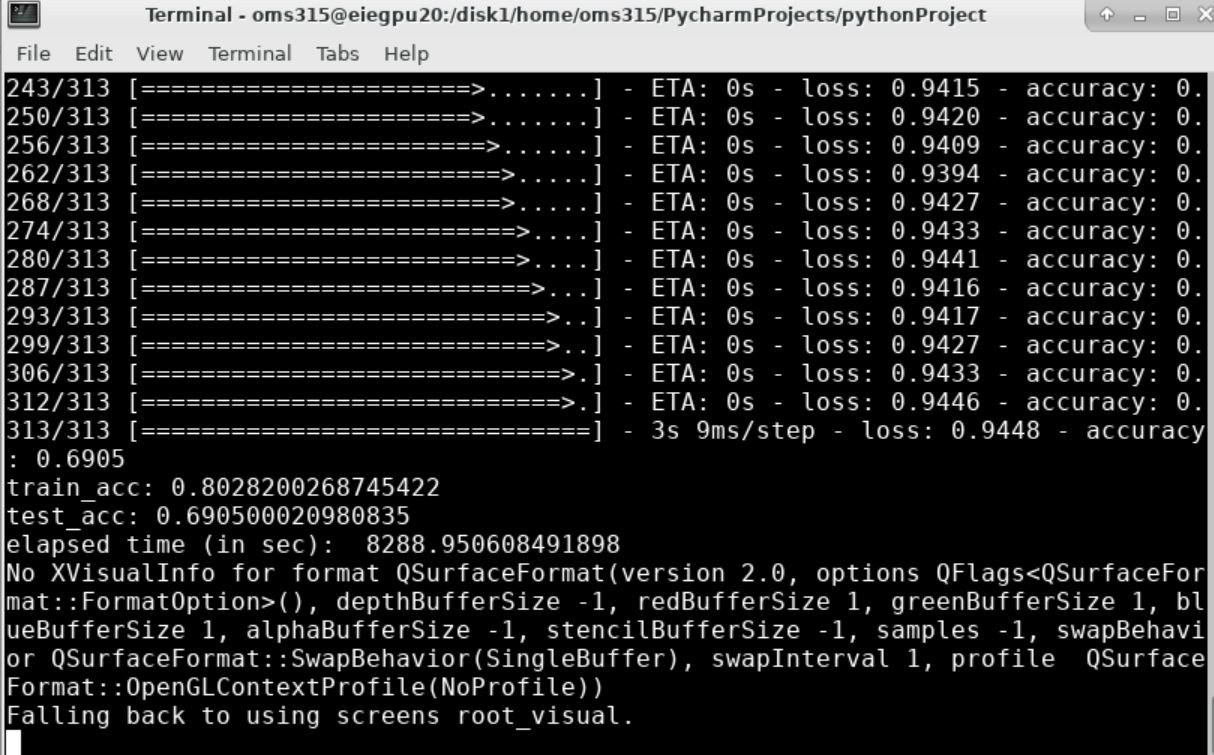 Terminal - oms315@eiegpu20:/disk1/home/oms315/PycharmProjects/pythonProject
File Edit View Terminal Tabs Help
243/313 [======================>.......] - ETA: 0s - loss: 0.9415 - accuracy: 0.
250/313 [======================>.......] - ETA: 0s - loss: 0.9420 - accuracy: 0.
256/313 [=======================>......] - ETA: 0s - loss: 0.9409 - accuracy: 0.
262/313 [========================>.....] - ETA: 0s - loss: 0.9394 - accuracy: 0.
268/313 [========================>.....] - ETA: 0s - loss: 0.9427 - accuracy: 0.
274/313 [=========================>....] - ETA: 0s - loss: 0.9433 - accuracy: 0.
280/313 [=========================>....] - ETA: 0s - loss: 0.9441 - accuracy: 0.
287/313 [==========================>...] - ETA: 0s - loss: 0.9416 - accuracy: 0.
293/313 [===========================>..] - ETA: 0s - loss: 0.9417 - accuracy: 0.
299/313 [===========================>..] - ETA: 0s - loss: 0.9427 - accuracy: 0.
306/313 [============================>.] - ETA: 0s - loss: 0.9433 - accuracy: 0.
312/313 [============================>.] - ETA: 0s - loss: 0.9446 - accuracy: 0.
313/313 [==============================] - 3s 9ms/step - loss: 0.9448 - accuracy
: 0.6905
train_acc: 0.8028200268745422
test_acc: 0.690500020980835
elapsed time (in sec):  8288.950608491898
No XVisualInfo for format QSurfaceFormat(version 2.0, options QFlags<QSurfaceFor
mat::FormatOption>(), depthBufferSize -1, redBufferSize 1, greenBufferSize 1, bl
ueBufferSize 1, alphaBufferSize -1, stencilBufferSize -1, samples -1, swapBehavi
or QSurfaceFormat::SwapBehavior(SingleBuffer), swapInterval 1, profile  QSurface
Format::OpenGLContextProfile(NoProfile))
Falling back to using screens root_visual.